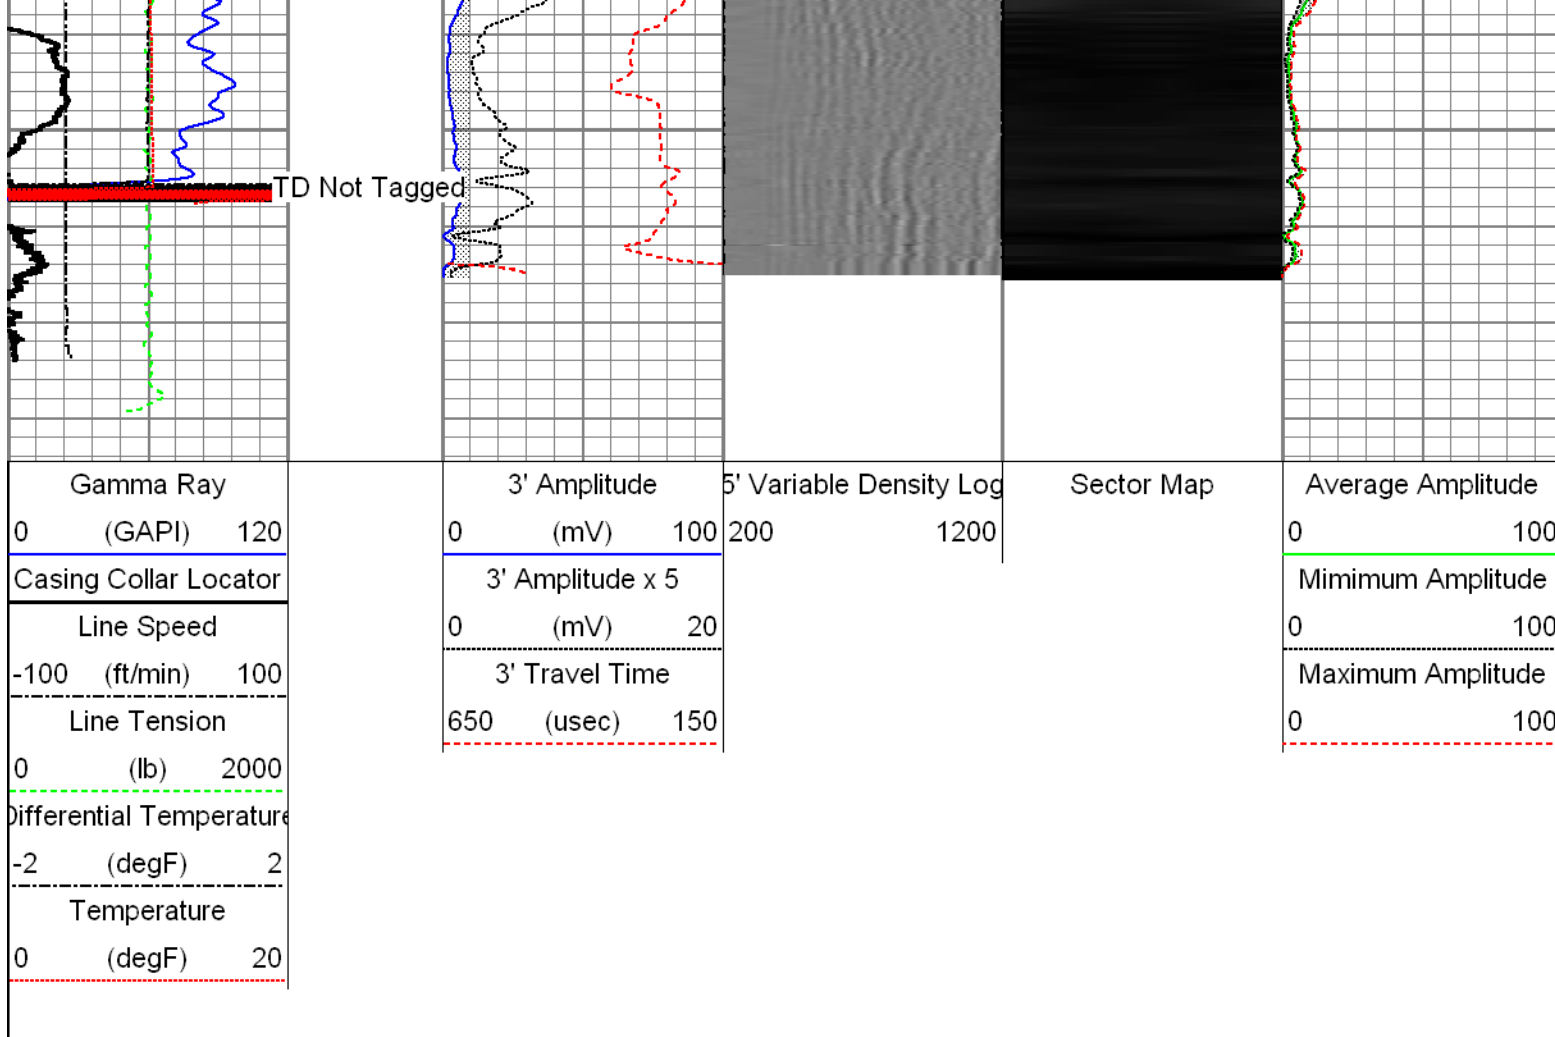 TD Not Tagged
Gamma Ray
0 (GAPI) 120
Casing Collar Locator
Line Speed
-100 (ft/min) 100
Line Tension
0 (lb) 2000
Differential Temperature
-2 (degF) 2
Temperature
0 (degF) 20
3' Amplitude
0 (mV) 100
3' Amplitude x 5
0 (mV) 20
3' Travel Time
650 (usec) 150
5' Variable Density Log
200 1200
Sector Map
Average Amplitude
0 100
Mimimum Amplitude
0 100
Maximum Amplitude
0 100